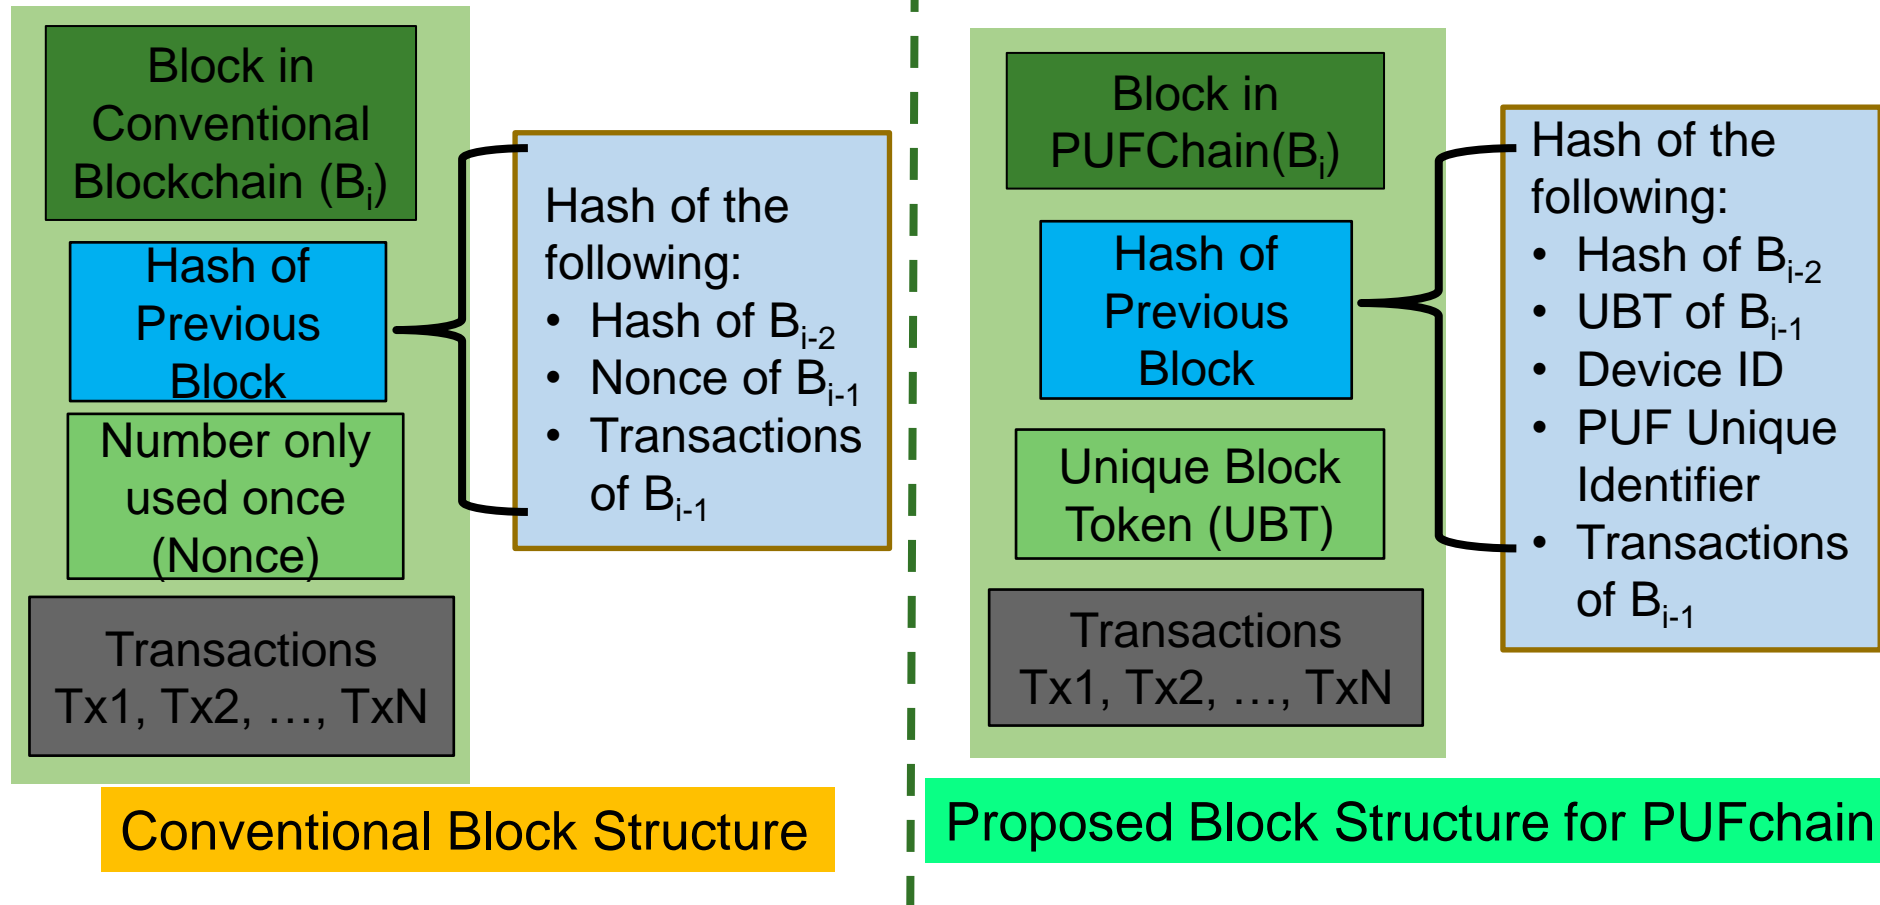 Block in
Conventional
Blockchain (Bi)
Hash of
Previous
Block
Number only
used once
(Nonce)
Transactions
Tx1, Tx2, …, TxN
Hash of the
following:
• Hash of Bi-2
• Nonce of Bi-1
• Transactions
of Bi-1
Conventional Block Structure
Block in
PUFChain(Bi)
Hash of
Previous
Block
Unique Block
Token (UBT)
Transactions
Tx1, Tx2, …, TxN
Hash of the
following:
• Hash of Bi-2
• UBT of Bi-1
• Device ID
• PUF Unique
Identifier
• Transactions
of Bi-1
Proposed Block Structure for PUFchain